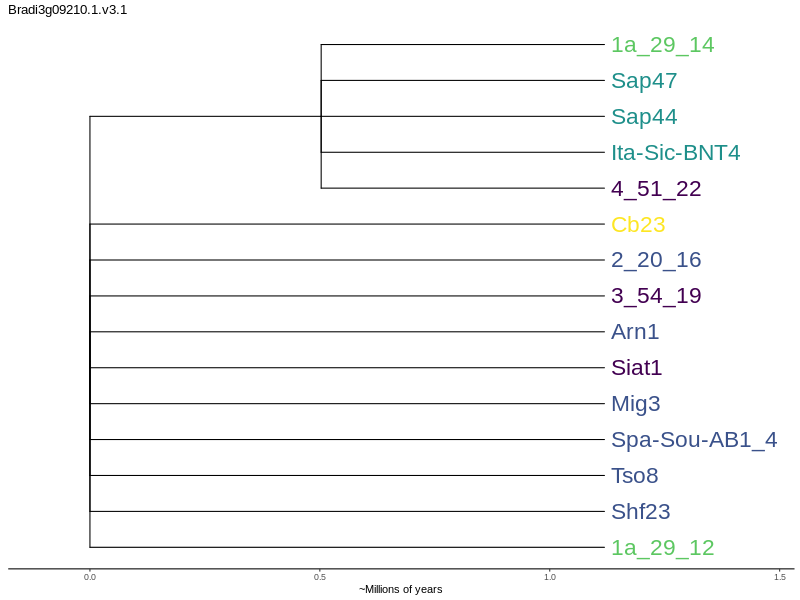 Bradi3g09210.1.v3.1
1a_29_14
Sap47
Sap44
Ita-Sic-BNT4
4_51_22
Cb23
2_20_16
3_54_19
Arn1
Siat1
Mig3
Spa-Sou-AB1_4
Tso8
Shf23
1a_29_12
0.0 0.5 1.0 1.5
~Millions of years